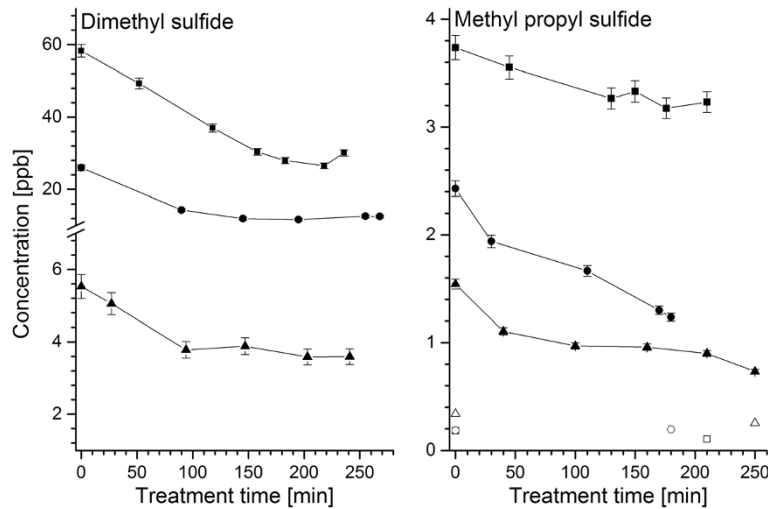 Dimethyl sulfide
Methyl propyl sulfide
Concentration [ppb]
60
40
20
6
4
2
0 50 100 150 200 250
Treatment time [min]
4
3
2
1
0
0 50 100 150 200 250
Treatment time [min]